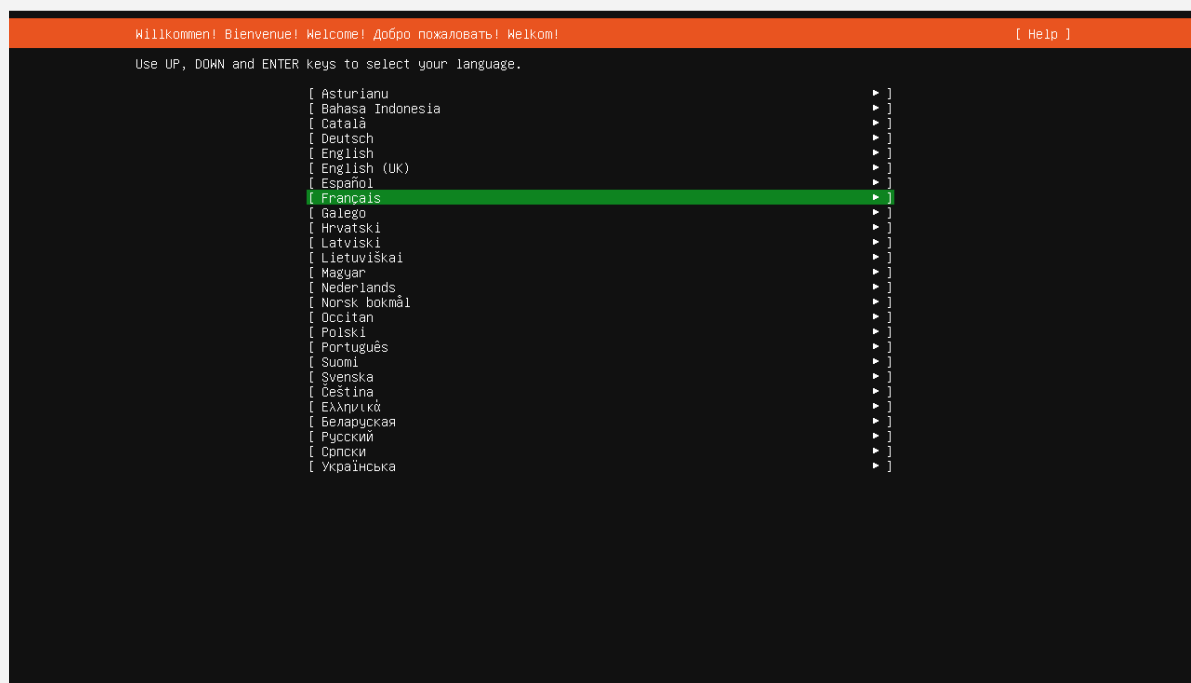 Willkommen! Bienvenue! Welcome! Добро пожаловать! Welkom! [ Help ]
Use UP, DOWN and ENTER keys to select your language.
[ Asturianu ► ]
[ Bahasa Indonesia ► ]
[ Català ► ]
[ Deutsch ► ]
[ English ► ]
[ English (UK) ► ]
[ Español ► ]
[ Français ► ]
[ Galego ► ]
[ Hrvatski ► ]
[ Latviski ► ]
[ Lietuviškai ► ]
[ Magyar ► ]
[ Nederlands ► ]
[ Norsk bokmål ► ]
[ Occitan ► ]
[ Polski ► ]
[ Português ► ]
[ Suomi ► ]
[ Svenska ► ]
[ Čeština ► ]
[ Ελληνικά ► ]
[ Беларуская ► ]
[ Русский ► ]
[ Српски ► ]
[ Українська ► ]